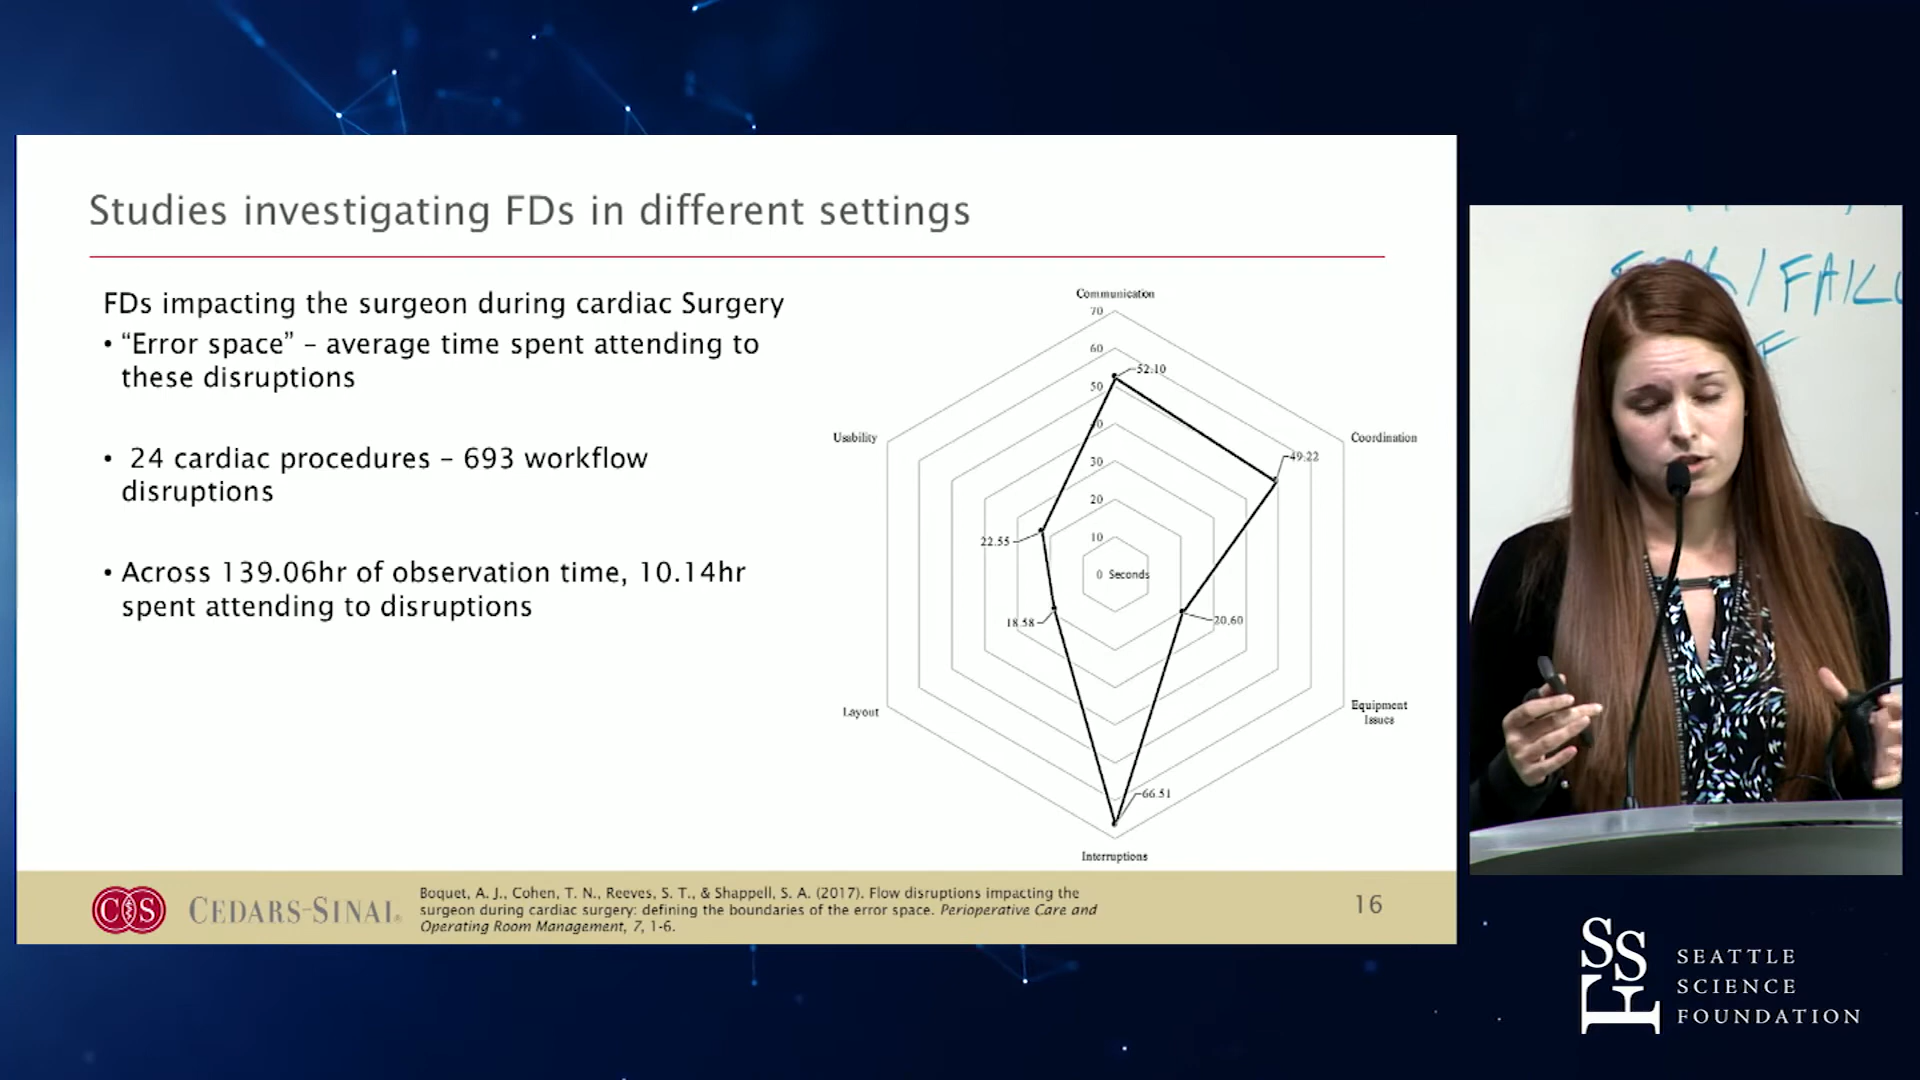 Studies investigating FDs in different settings
FDs impacting the surgeon during cardiac Surgery
• “Error space” – average time spent attending to
these disruptions
• 24 cardiac procedures – 693 workflow
disruptions
• Across 139.06hr of observation time, 10.14hr
spent attending to disruptions
Communication
70
60
50
40
30
20
10
0 Seconds
52.10
Coordination
49.22
Usability
22.55
18.58
20.60
Layout
Equipment
Issues
66.51
Interruptions
CS
CEDARS-SINAI®
Boquet, A. J., Cohen, T. N., Reeves, S. T., & Shappell, S. A. (2017). Flow disruptions impacting the
surgeon during cardiac surgery: defining the boundaries of the error space. Perioperative Care and
Operating Room Management, 7, 1-6.
16
/FAIL
SSF
SEATTLE
SCIENCE
FOUNDATION